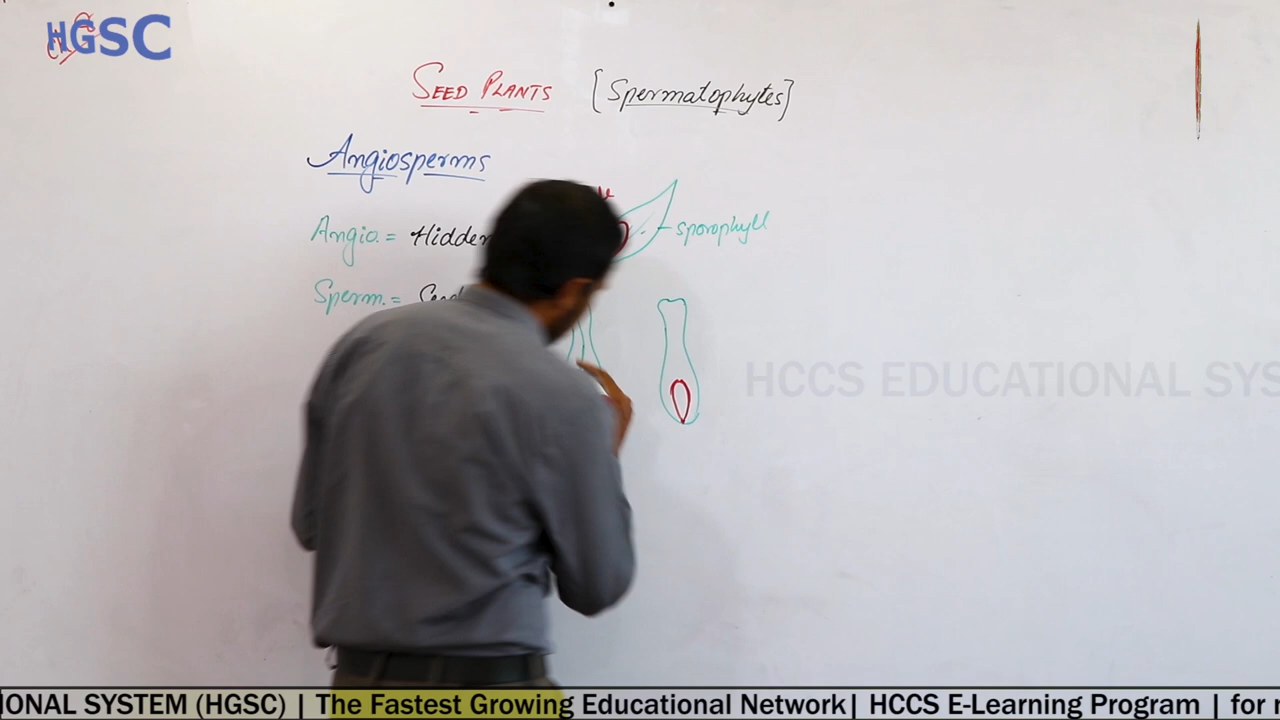 HGSC
SEED PLANTS [Spermatophytes]
Angiosperms
Angio. = Hidden
sporophyll
Sperm. =
HCCS EDUCATIONAL SYS
IONAL SYSTEM (HGSC) | The Fastest Growing Educational Network| HCCS E-Learning Program | for